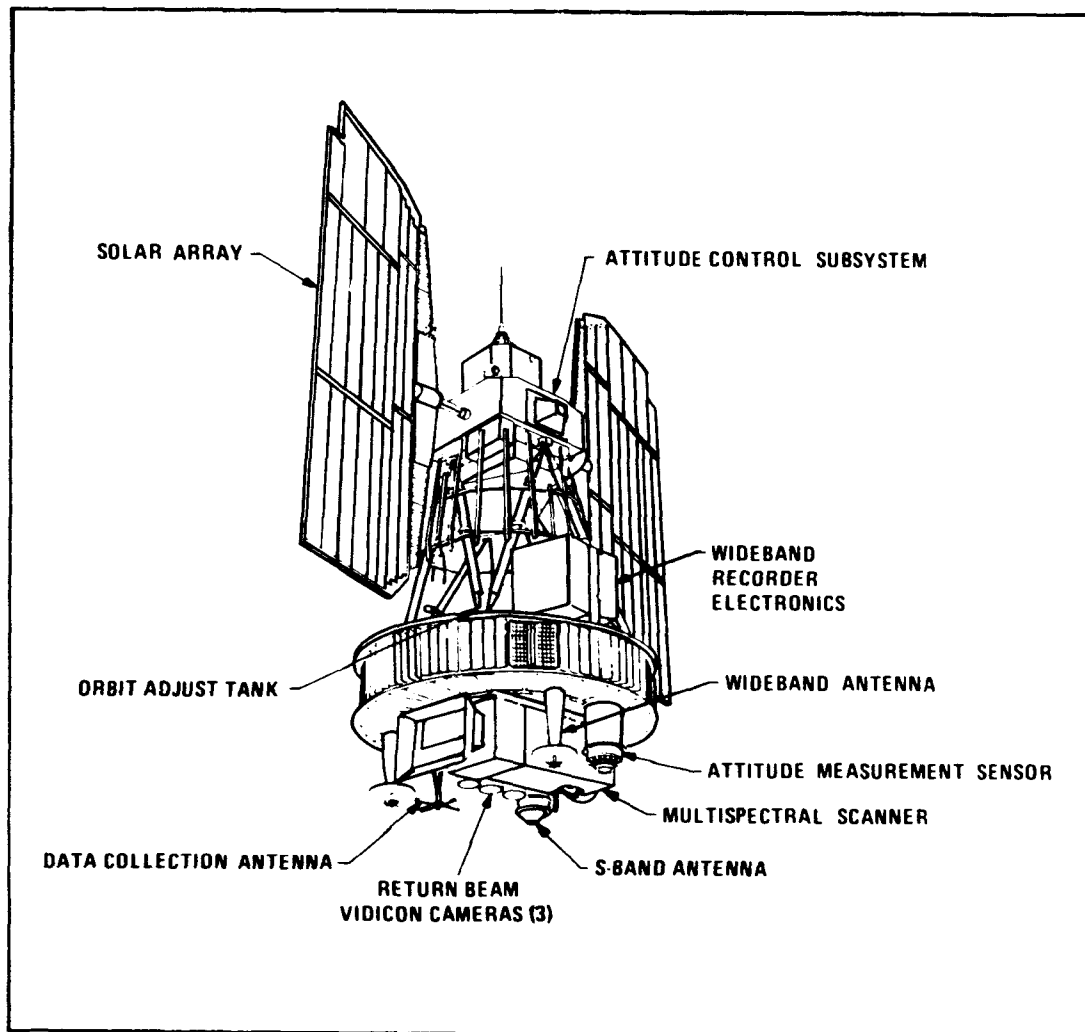 SOLAR ARRAY
ATTITUDE CONTROL SUBSYSTEM
WIDEBAND
RECORDER
ELECTRONICS
ORBIT ADJUST TANK
WIDEBAND ANTENNA
ATTITUDE MEASUREMENT SENSOR
MULTISPECTRAL SCANNER
DATA COLLECTION ANTENNA
S-BAND ANTENNA
RETURN BEAM
VIDICON CAMERAS (3)